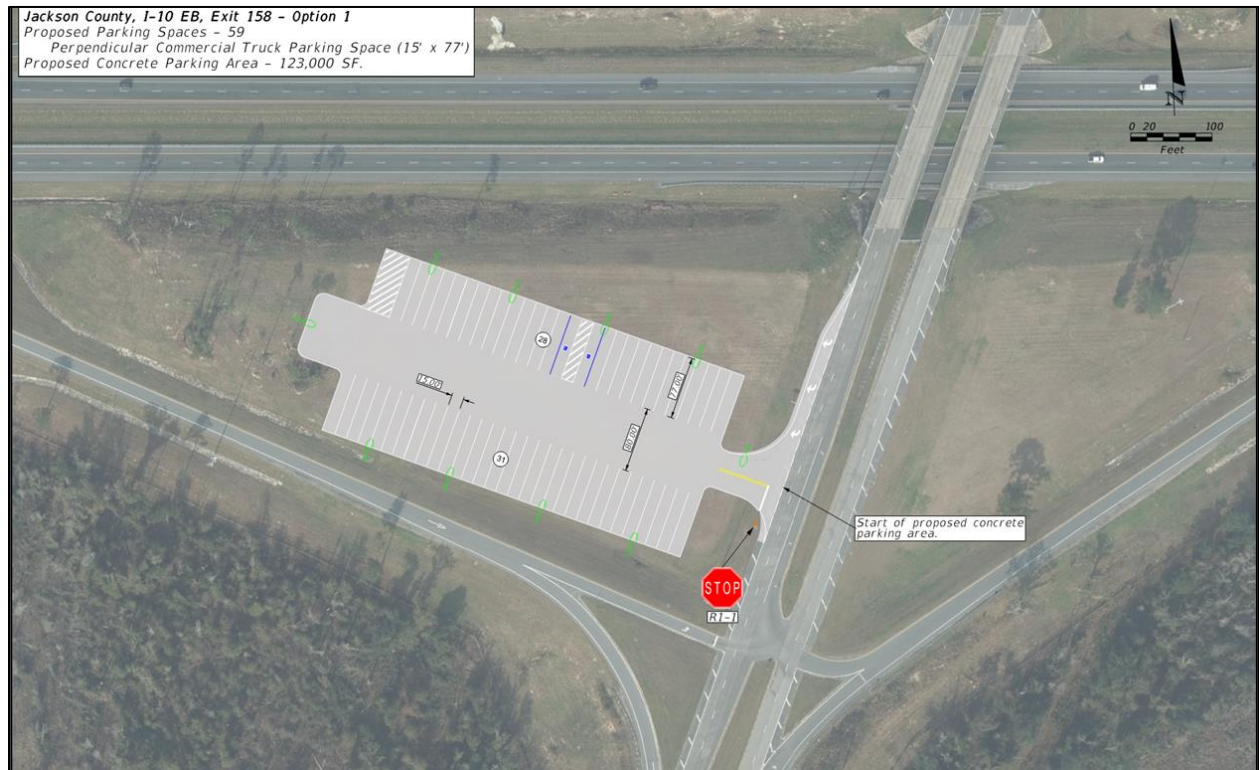 Jackson County, I-10 EB, Exit 158 - Option 1
Proposed Parking Spaces - 59
Perpendicular Commercial Truck Parking Space (15' x 77')
Proposed Concrete Parking Area - 123,000 SF.
N
0 20 100
Feet
28
77.00'
15.00'
80.00'
31
Start of proposed concrete
parking area.
STOP
R1-1